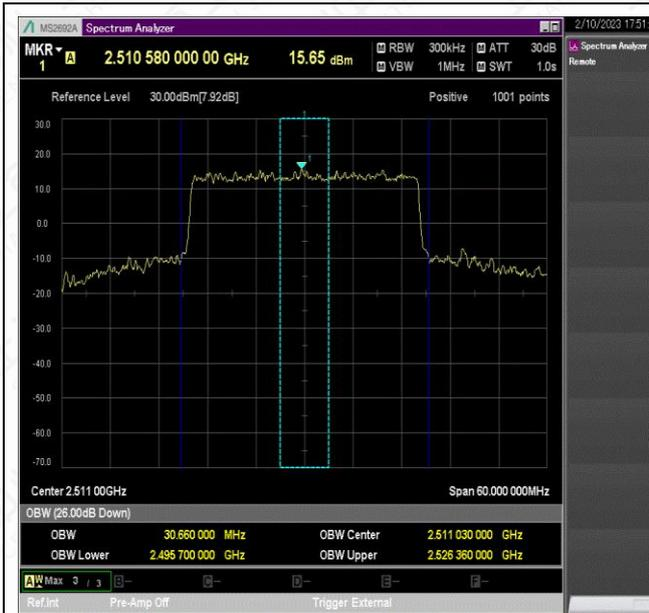 MS2692A Spectrum Analyzer 2/10/2023 17:51
MKR 1 A 2.510 580 000 00 GHz 15.65 dBm M RBW 300kHz M ATT 30dB
M VBW 1MHz M SWT 1.0s
Spectrum Analyzer
Remote
Reference Level 30.00dBm[7.92dB] Positive 1001 points
30.0
20.0
10.0
0.0
-10.0
-20.0
-30.0
-40.0
-50.0
-60.0
-70.0
1
Center 2.511 00GHz Span 60.000 000MHz
OBW (26.00dB Down)
OBW 30.660 000 MHz OBW Center 2.511 030 000 GHz
OBW Lower 2.495 700 000 GHz OBW Upper 2.526 360 000 GHz
A W Max 3 / 3 B- C- D- E- F-
Ref.Int Pre-Amp Off Trigger External